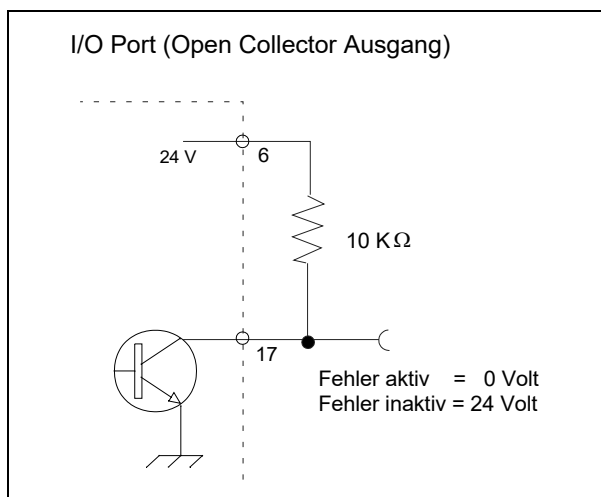 I/O Port (Open Collector Ausgang)
24 V
6
10 KΩ
17
Fehler aktiv = 0 Volt
Fehler inaktiv = 24 Volt